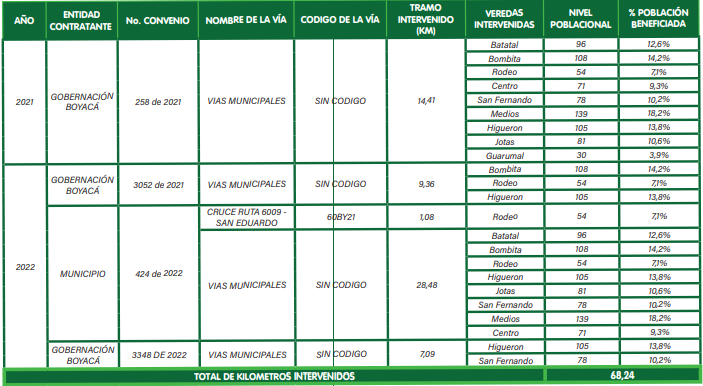 AÑO | ENTIDAD CONTRATANTE | No. CONVENIO | NOMBRE DE LA VÍA | CODIGO DE LA VÍA | TRAMO INTERVENIDO (KM) | VEREDAS INTERVENIDAS | NIVEL POBLACIONAL | % POBLACIÓN BENEFICIADA
2021 | GOBERNACIÓN BOYACÁ | 258 de 2021 | VIAS MUNICIPALES | SIN CODIGO | 14,41 | Batatal | 96 | 12,6%
Bombita | 108 | 14,2%
Rodeo | 54 | 7,1%
Centro | 71 | 9,3%
San Fernando | 78 | 10,2%
Medios | 139 | 18,2%
Higueron | 105 | 13,8%
Jotas | 81 | 10,6%
Guarumal | 30 | 3,9%
2022 | GOBERNACIÓN BOYACÁ | 3052 de 2021 | VIAS MUNICIPALES | SIN CODIGO | 9,36 | Bombita | 108 | 14,2%
Rodeo | 54 | 7,1%
Higueron | 105 | 13,8%
MUNICIPIO | 424 de 2022 | CRUCE RUTA 6009 - SAN EDUARDO | 60BY21 | 1,08 | Rodeo | 54 | 7,1%
VIAS MUNICIPALES | SIN CODIGO | 28,48 | Batatal | 96 | 12,6%
Bombita | 108 | 14,2%
Rodeo | 54 | 7,1%
Higueron | 105 | 13,8%
Jotas | 81 | 10,6%
San Fernando | 78 | 10,2%
Medios | 139 | 18,2%
Centro | 71 | 9,3%
GOBERNACIÓN BOYACÁ | 3348 DE 2022 | VIAS MUNICIPALES | SIN CODIGO | 7,09 | Higueron | 105 | 13,8%
San Fernando | 78 | 10,2%
TOTAL DE KILOMETROS INTERVENIDOS | 68,24